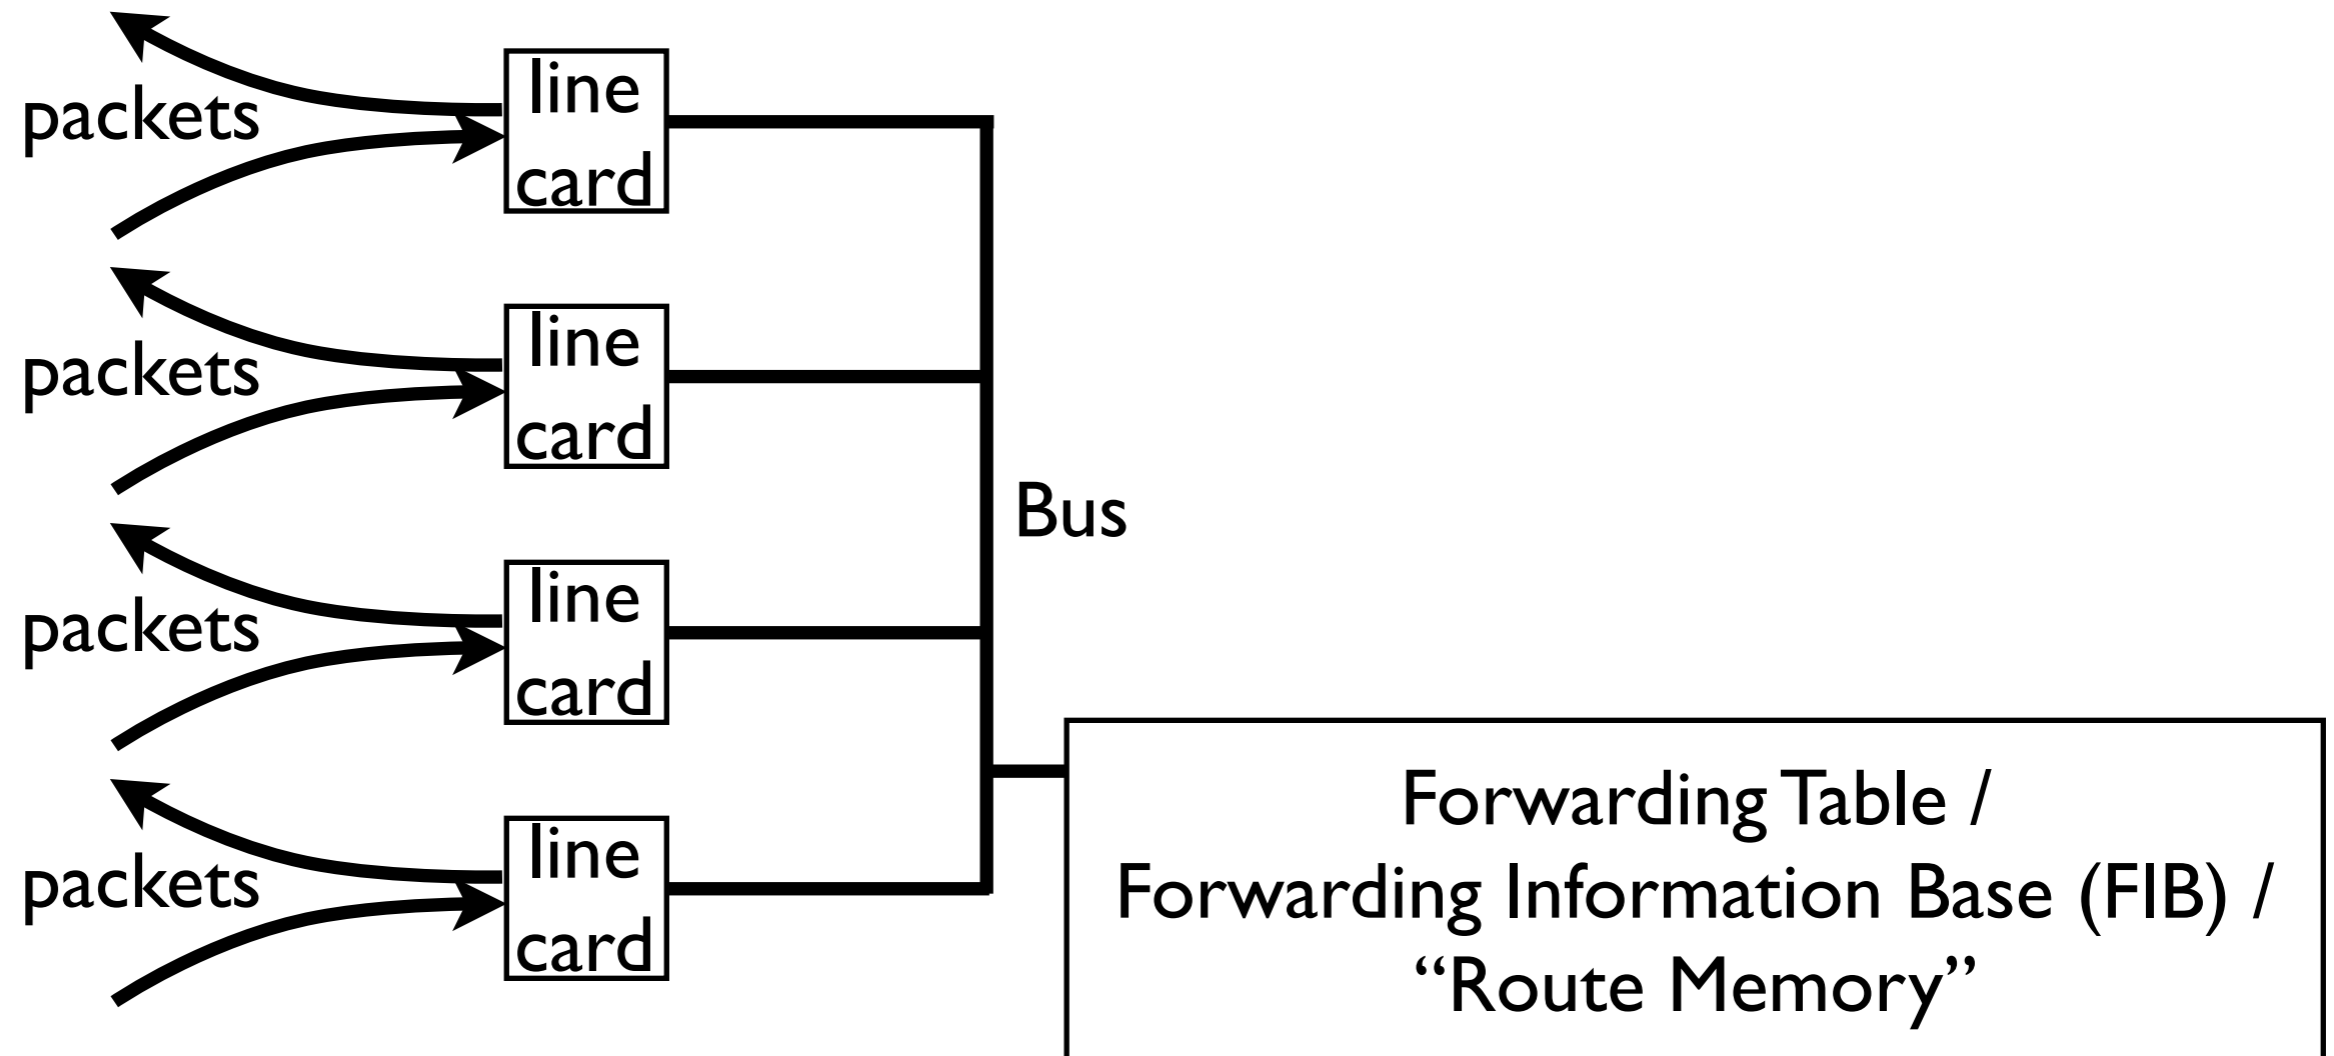 packets
line
card
packets
line
card
Bus
packets
line
card
packets
line
card
Forwarding Table /
Forwarding Information Base (FIB) /
“Route Memory”